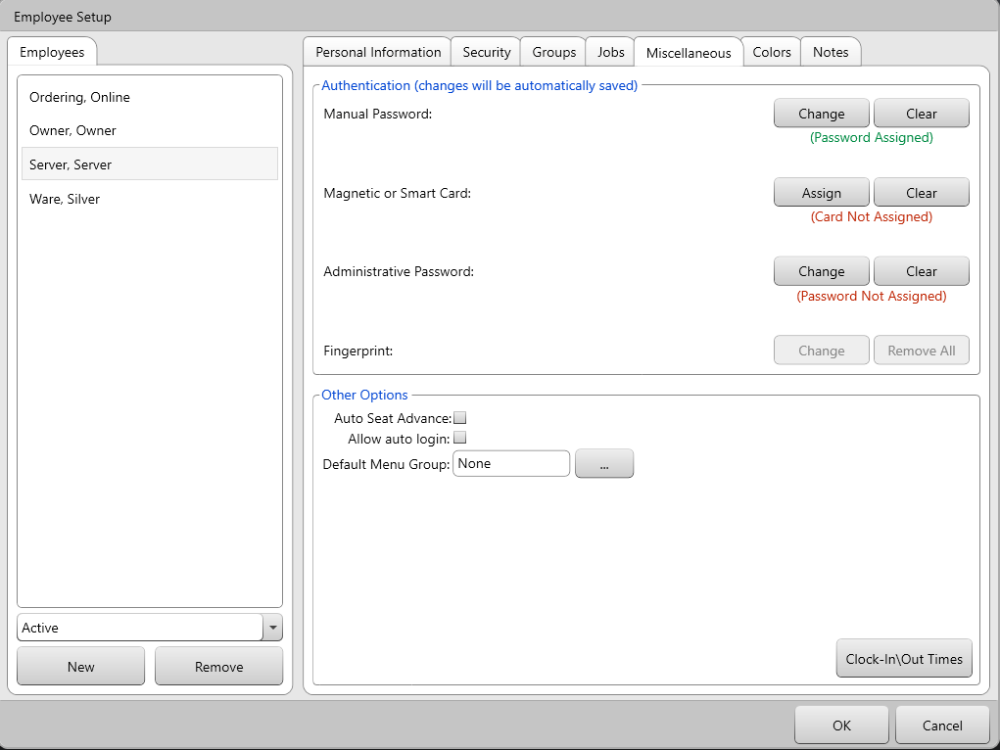 Employee Setup
Employees
Ordering, Online
Owner, Owner
Server, Server
Ware, Silver
Active
New
Remove
Personal Information
Security
Groups
Jobs
Miscellaneous
Colors
Notes
Authentication (changes will be automatically saved)
Manual Password:
Change
Clear
(Password Assigned)
Magnetic or Smart Card:
Assign
Clear
(Card Not Assigned)
Administrative Password:
Change
Clear
(Password Not Assigned)
Fingerprint:
Change
Remove All
Other Options
Auto Seat Advance:
Allow auto login:
Default Menu Group:
None
...
Clock-In\Out Times
OK
Cancel